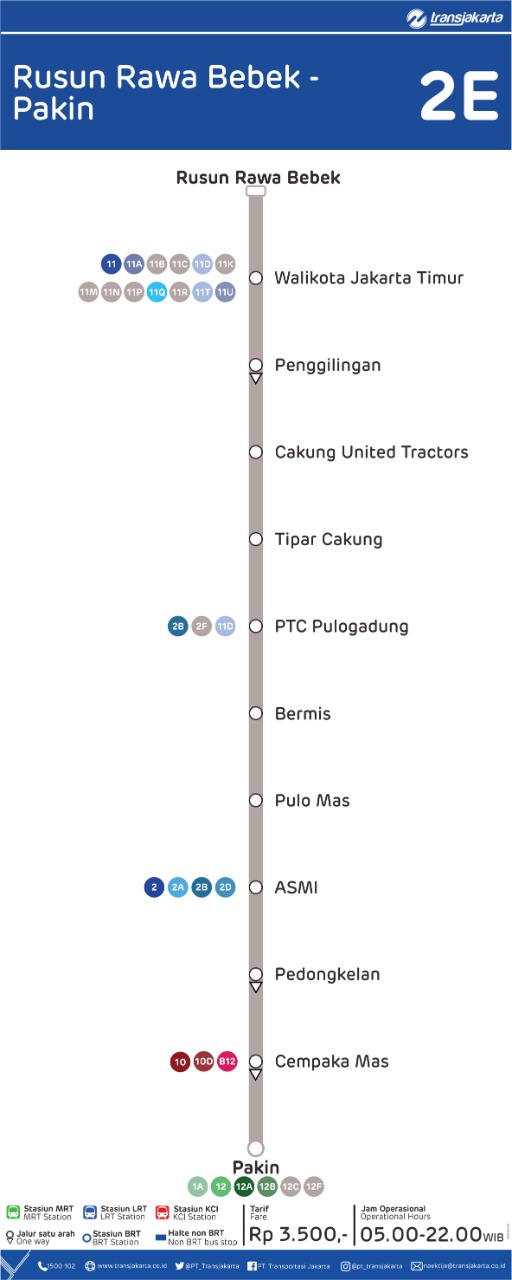 transjakarta
Rusun Rawa Bebek -
Pakin
2E
Rusun Rawa Bebek
11 11A 11B 11C 11D 11K
11M 11N 11P 11Q 11R 11T 11U
Walikota Jakarta Timur
Penggilingan
Cakung United Tractors
Tipar Cakung
2B 2F 11D
PTC Pulogadung
Bermis
Pulo Mas
2 2A 2B 2D
ASMI
Pedongkelan
10 10D B12
Cempaka Mas
Pakin
1A 12 12A 12B 12C 12F
Stasiun MRT
MRT Station
Stasiun LRT
LRT Station
Stasiun KCI
KCI Station
Jalur satu arah
One way
Stasiun BRT
BRT Station
Halte non BRT
Non BRT bus stop
Tarif
Fare
Rp 3.500,-
Jam Operasional
Operational Hours
05.00-22.00 WIB
1500 102
www.transjakarta.co.id
@PT_Transjakarta
PT Transportasi Jakarta
@pt_transjakarta
naektije@transjakarta.co.id